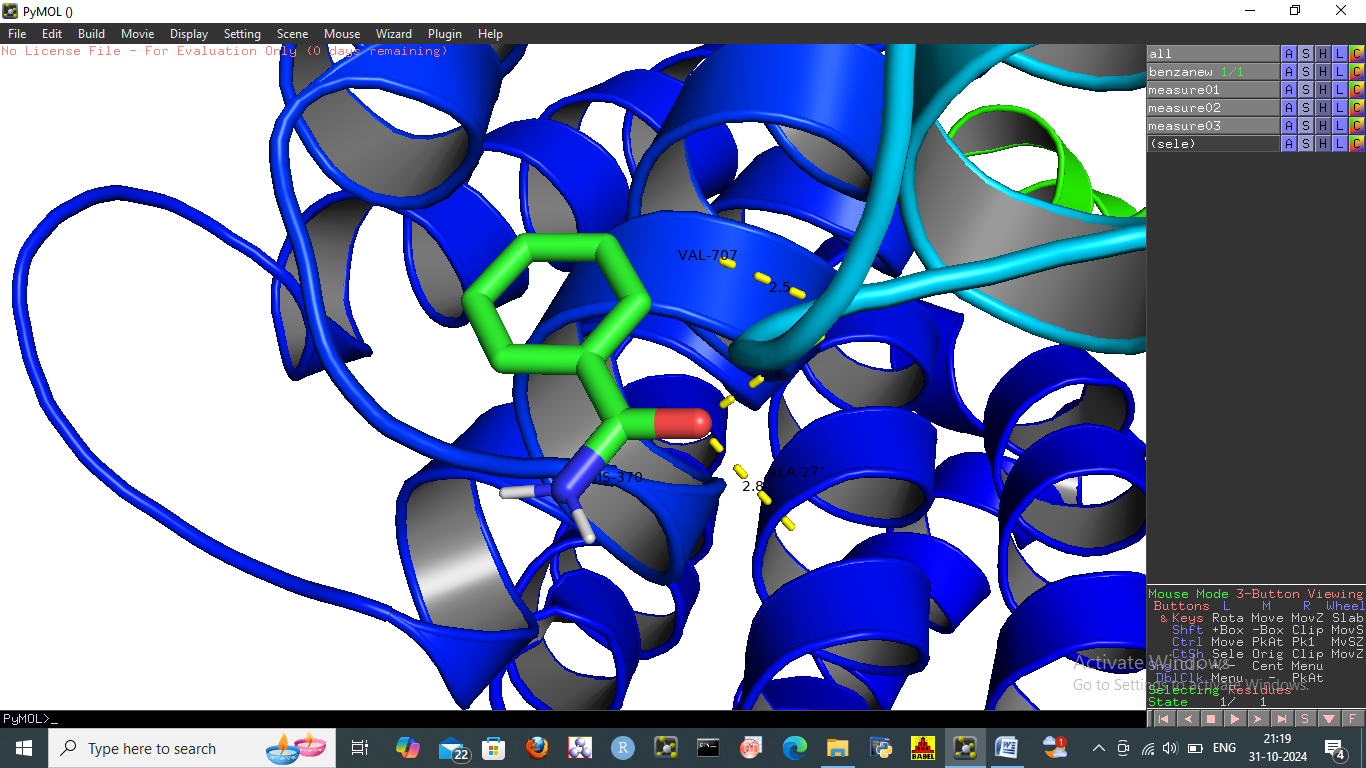 PyMOL ()
File Edit Build Movie Display Setting Scene Mouse Wizard Plugin Help
No License File - For Evaluation Only (0 days remaining)
all A S H L C
benzanew 1/1 A S H L C
measure01 A S H L C
measure02 A S H L C
measure03 A S H L C
(sele) A S H L C
VAL-707
2.5
S-370
2.8
Mouse Mode 3-Button Viewing
Buttons L M R Wheel
& Keys Rota Move MovZ Slab
Shft +Box -Box Clip MovS
Ctrl Move PkAt Pk1 MvSZ
CtSh Sele Orig Clip MovZ
SnglClk +/- Cent Menu
DblClk Menu - PkAt
Selecting Residues
State 1/ 1
Activate Windows
Go to Settings to activate Windows.
PyMOL>_
S F
Type here to search
22
R
BABEL
W
1
ENG
21:19
31-10-2024
4